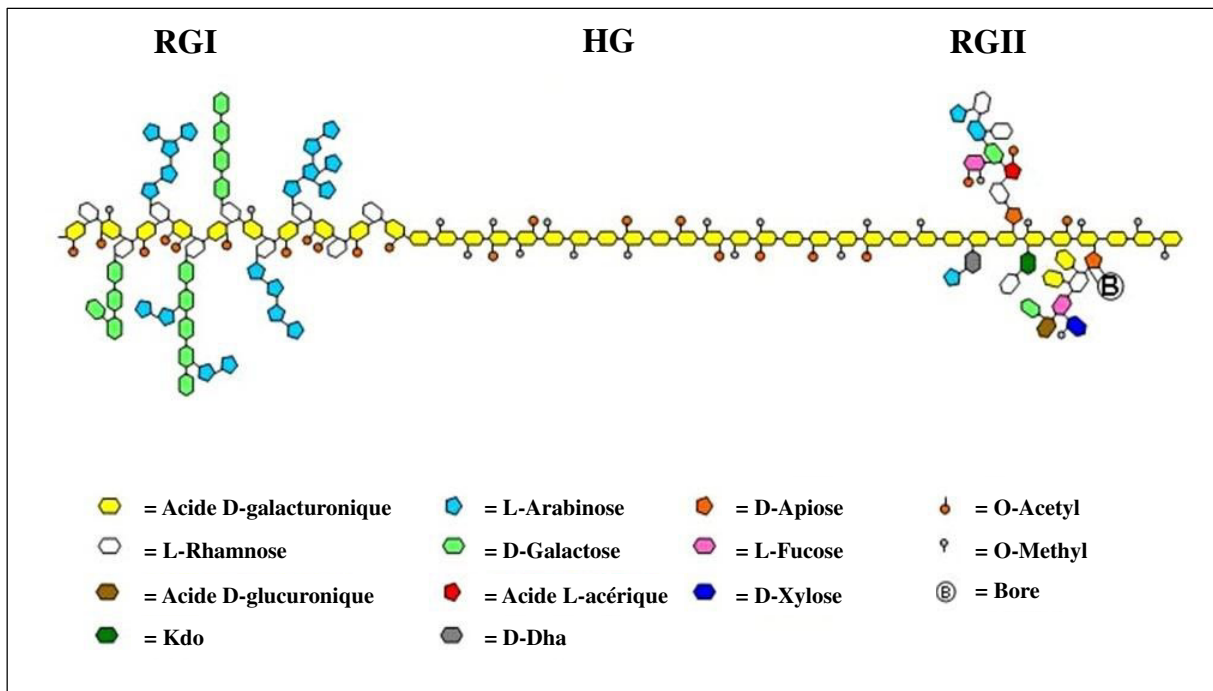 RGI HG RGII
B
= Acide D-galacturonique = L-Arabinose = D-Apiose = O-Acetyl
= L-Rhamnose = D-Galactose = L-Fucose = O-Methyl
= Acide D-glucuronique = Acide L-acérique = D-Xylose B = Bore
= Kdo = D-Dha